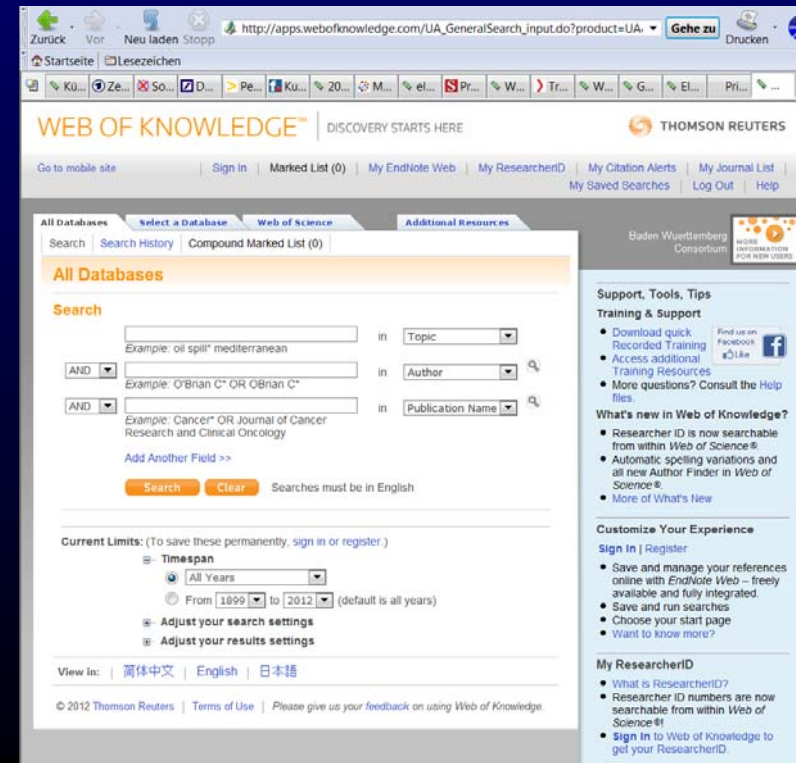 Zurück Vor Neu laden Stopp http://apps.webofknowledge.com/UA_GeneralSearch_input.do?product=UA. Gehe zu Drucken
Startseite Lesezeichen
Kü... Ze... So... D... Pe... Ku... 20... M... el... Pr... W... Tr... W... G... El... Pri...
WEB OF KNOWLEDGE℠ | DISCOVERY STARTS HERE THOMSON REUTERS
Go to mobile site | Sign In | Marked List (0) | My EndNote Web | My ResearcherID | My Citation Alerts | My Journal List |
My Saved Searches | Log Out | Help
All Databases Select a Database Web of Science Additional Resources
Search | Search History | Compound Marked List (0)
Baden Wuerttemberg
Consortium
MORE
INFORMATION
FOR NEW USERS
All Databases
Search
in Topic
Example: oil spill* mediterranean
AND in Author
Example: O'Brian C* OR OBrian C*
AND in Publication Name
Example: Cancer* OR Journal of Cancer
Research and Clinical Oncology
Add Another Field >>
Search Clear Searches must be in English
Current Limits: (To save these permanently, sign in or register.)
Timespan
All Years
From 1899 to 2012 (default is all years)
Adjust your search settings
Adjust your results settings
View in: | 简体中文 | English | 日本語
© 2012 Thomson Reuters | Terms of Use | Please give us your feedback on using Web of Knowledge.
Support, Tools, Tips
Training & Support
Download quick
Recorded Training
Find us on
Facebook
Like
Access additional
Training Resources
More questions? Consult the Help
files.
What's new in Web of Knowledge?
Researcher ID is now searchable
from within Web of Science®.
Automatic spelling variations and
all new Author Finder in Web of
Science®.
More of What's New
Customize Your Experience
Sign In | Register
Save and manage your references
online with EndNote Web – freely
available and fully integrated.
Save and run searches
Choose your start page
Want to know more?
My ResearcherID
What is ResearcherID?
Researcher ID numbers are now
searchable from within Web of
Science®!
Sign In to Web of Knowledge to
get your ResearcherID.